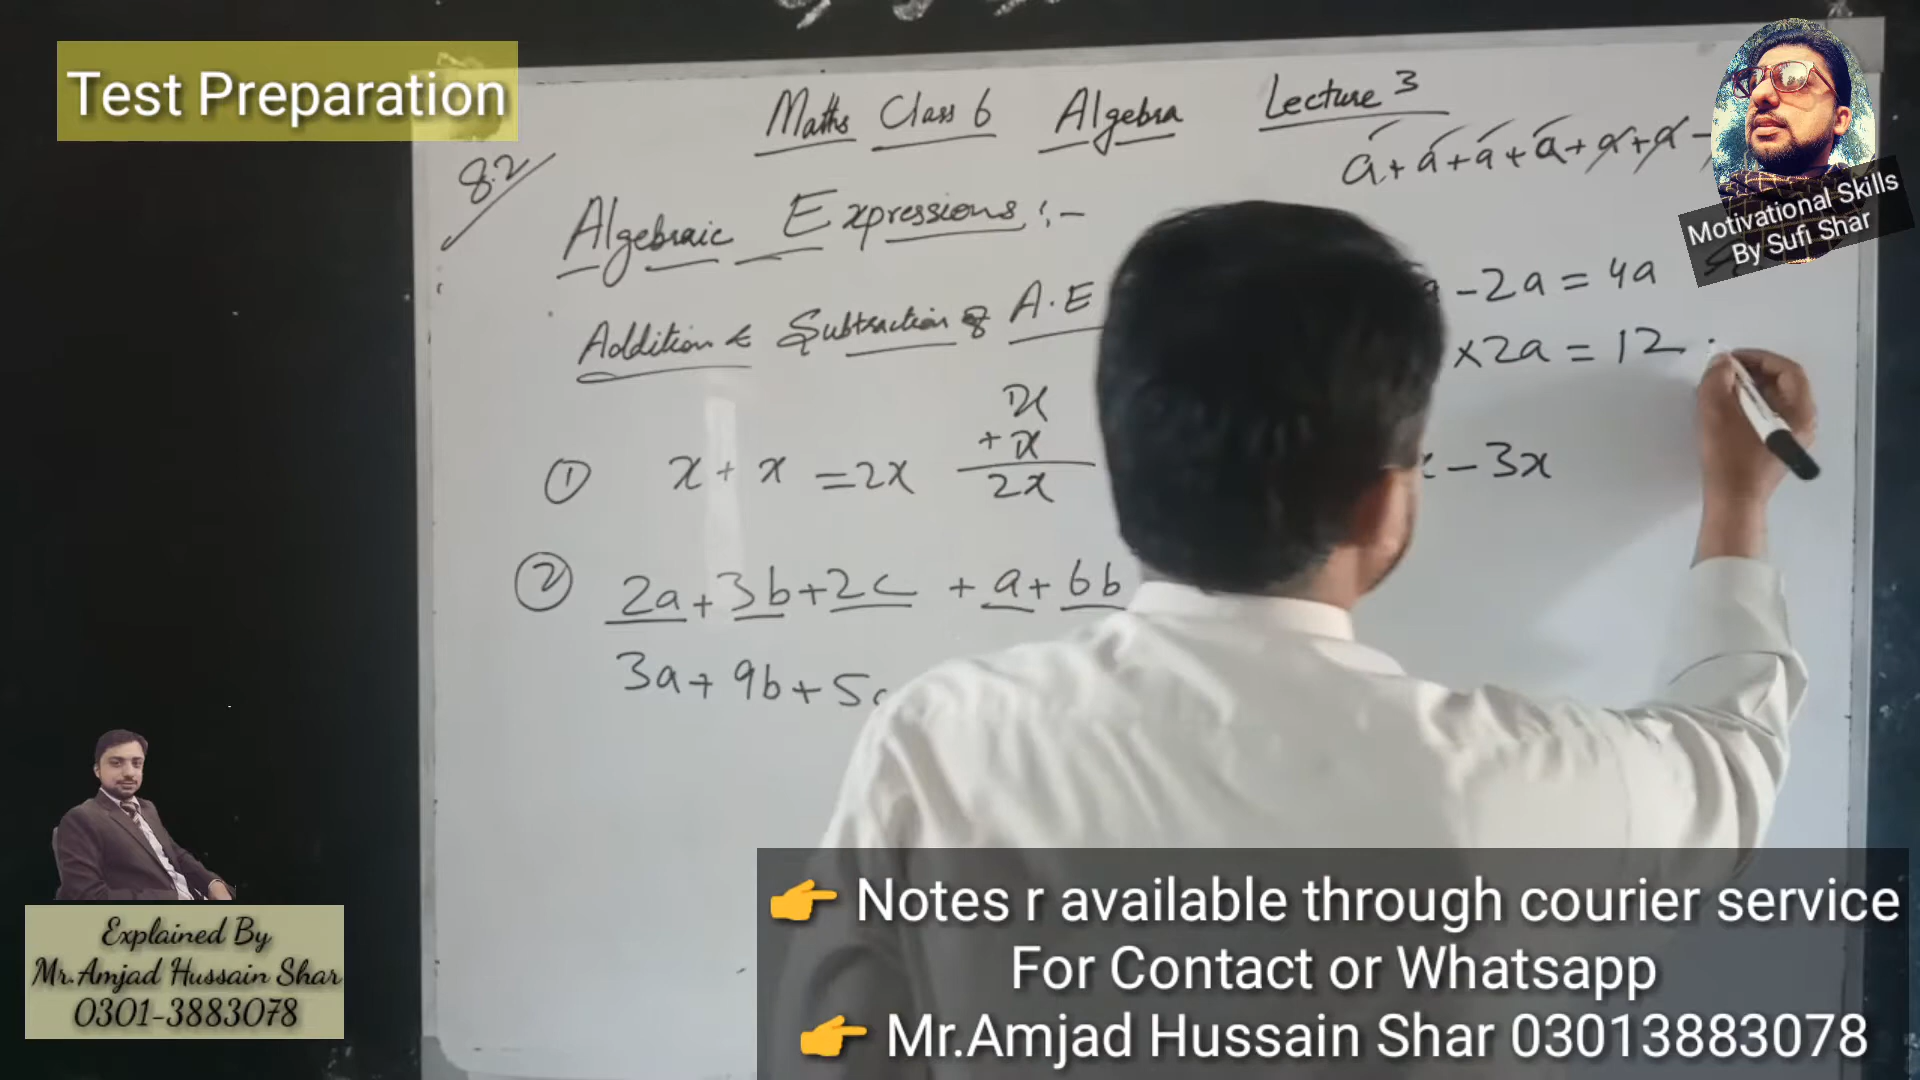 Test Preparation
Maths Class 6 Algebra Lecture 3
8.2
a+a+a+a+a+a-
Motivational Skills
By Sufi Shar
Algebraic Expressions :-
-2a = 4a
Addition & Subtraction of A.E
×2a = 12
x
+x
2x
① x + x = 2x
-3x
② 2a+3b+2c +a+6b
3a+9b+5c
Explained By
Mr.Amjad Hussain Shar
0301-3883078
👉 Notes r available through courier service
For Contact or Whatsapp
👉 Mr.Amjad Hussain Shar 03013883078